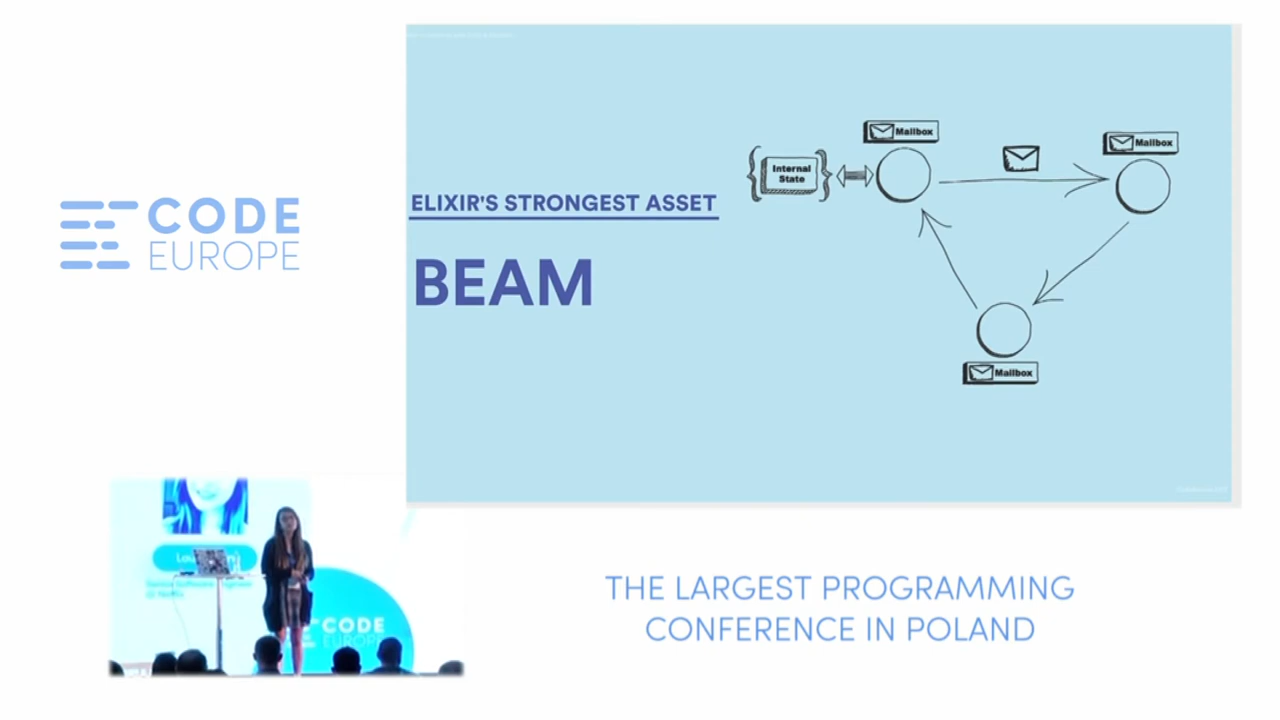 CODE
EUROPE
ELIXIR'S STRONGEST ASSET
BEAM
Internal
State
Mailbox
Mailbox
Mailbox
CODE
EUROPE
THE LARGEST PROGRAMMING
CONFERENCE IN POLAND